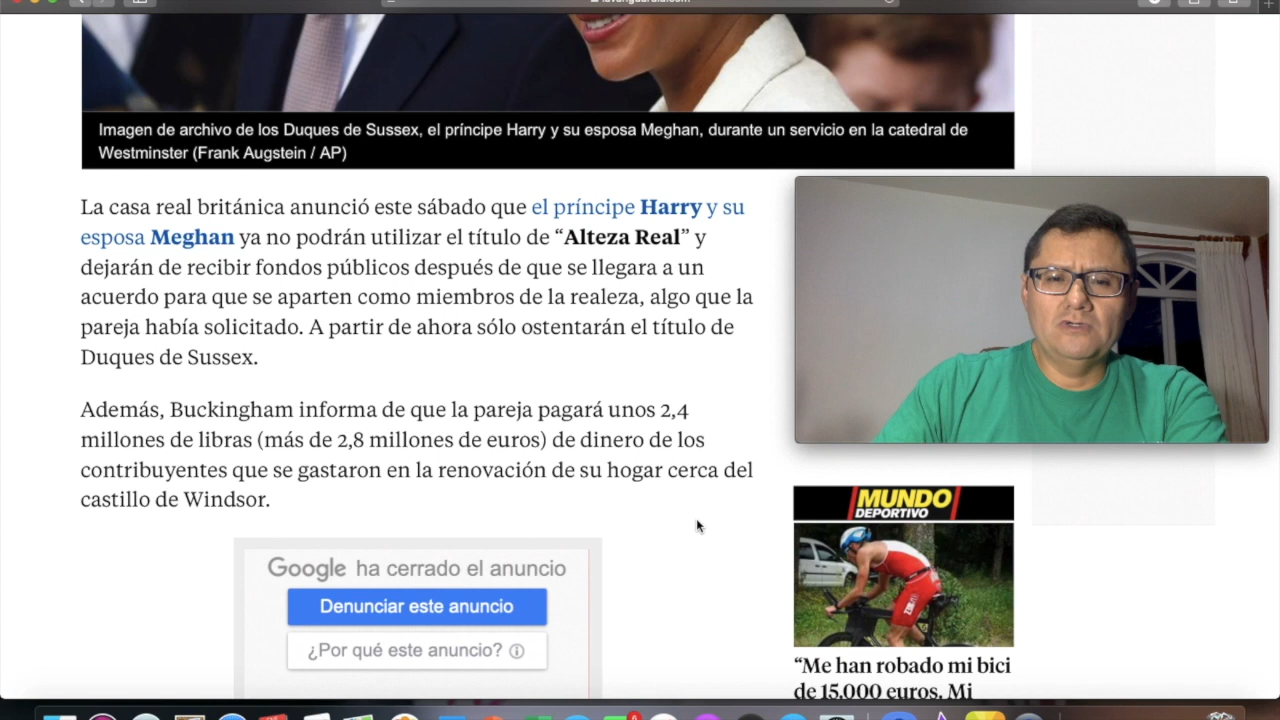 Imagen de archivo de los Duques de Sussex, el príncipe Harry y su esposa Meghan, durante un servicio en la catedral de
Westminster (Frank Augstein / AP)
La casa real británica anunció este sábado que el príncipe Harry y su
esposa Meghan ya no podrán utilizar el título de “Alteza Real” y
dejarán de recibir fondos públicos después de que se llegara a un
acuerdo para que se aparten como miembros de la realeza, algo que la
pareja había solicitado. A partir de ahora sólo ostentarán el título de
Duques de Sussex.
Además, Buckingham informa de que la pareja pagará unos 2,4
millones de libras (más de 2,8 millones de euros) de dinero de los
contribuyentes que se gastaron en la renovación de su hogar cerca del
castillo de Windsor.
Google ha cerrado el anuncio
Denunciar este anuncio
¿Por qué este anuncio?
MUNDO
DEPORTIVO
“Me han robado mi bici
de 15.000 euros. Mi